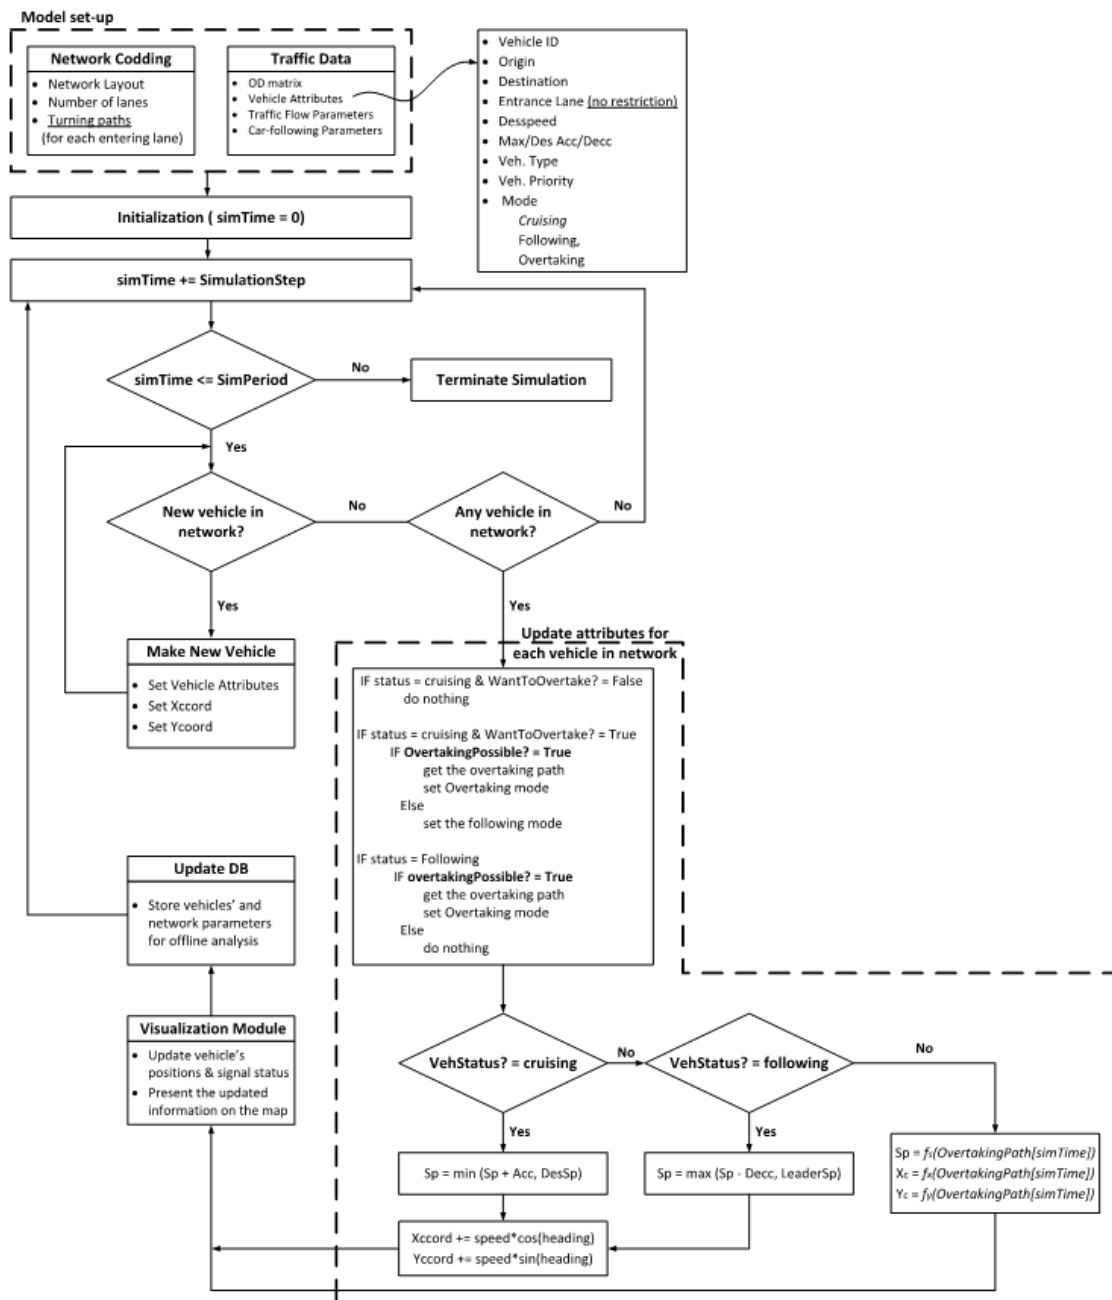 Model set-up
Network Codding
• Network Layout
• Number of lanes
• Turning paths
(for each entering lane)
Traffic Data
• OD matrix
• Vehicle Attributes
• Traffic Flow Parameters
• Car-following Parameters
• Vehicle ID
• Origin
• Destination
• Entrance Lane (no restriction)
• Desspeed
• Max/Des Acc/Decc
• Veh. Type
• Veh. Priority
• Mode
Cruising
Following,
Overtaking
Initialization ( simTime = 0)
simTime += SimulationStep
simTime <= SimPeriod
No
Terminate Simulation
Yes
New vehicle in
network?
No
Any vehicle in
network?
No
Yes
Yes
Make New Vehicle
• Set Vehicle Attributes
• Set Xccord
• Set Ycoord
Update attributes for
each vehicle in network
IF status = cruising & WantToOvertake? = False
do nothing
IF status = cruising & WantToOvertake? = True
IF OvertakingPossible? = True
get the overtaking path
set Overtaking mode
Else
set the following mode
IF status = Following
IF overtakingPossible? = True
get the overtaking path
set Overtaking mode
Else
do nothing
Update DB
• Store vehicles' and
network parameters
for offline analysis
Visualization Module
• Update vehicle's
positions & signal status
• Present the updated
information on the map
VehStatus? = cruising
No
VehStatus? = following
No
Yes
Yes
Sp = min (Sp + Acc, DesSp)
Sp = max (Sp - Decc, LeaderSp)
Sp = fs(OvertakingPath[simTime])
Xc = fx(OvertakingPath[simTime])
Yc = fy(OvertakingPath[simTime])
Xccord += speed*cos(heading)
Yccord += speed*sin(heading)